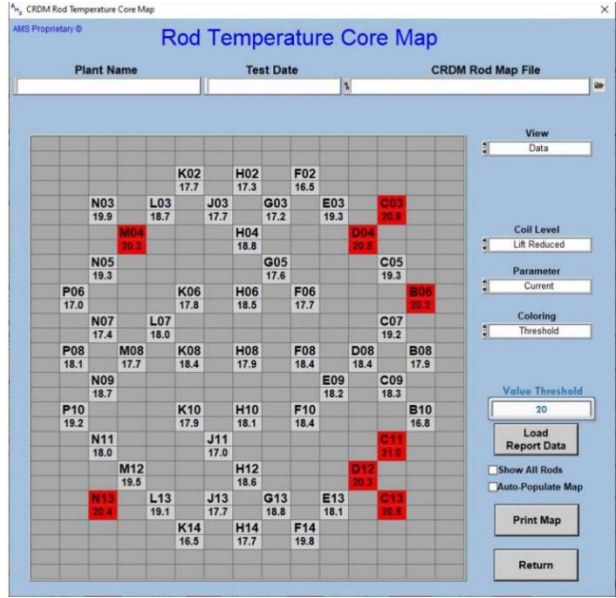 CRDM Rod Temperature Core Map
AMS Proprietary ©
Rod Temperature Core Map
Plant Name Test Date CRDM Rod Map File
View
Data
K02 H02 F02
17.7 17.3 16.5
N03 L03 J03 G03 E03 C03
19.9 18.7 17.7 17.2 19.3 20.9
M04 H04 D04
20.3 18.8 20.5
Coil Level
Lift Reduced
N05 G05 C05
19.3 17.6 19.3
Parameter
Current
P06 K06 H06 F06 B06
17.0 17.8 18.5 17.7 20.2
N07 L07 C07
17.4 18.0 19.2
Coloring
Threshold
P08 M08 K08 H08 F08 D08 B08
18.1 17.7 18.4 17.9 18.4 18.4 17.9
N09 E09 C09
18.7 18.2 18.3
Value Threshold
20
P10 K10 H10 F10 B10
19.2 17.9 18.1 18.4 16.8
N11 J11 C11
18.0 17.0 21.0
Load
Report Data
M12 H12 D12
19.5 18.6 20.3
Show All Rods
Auto-Populate Map
N13 L13 J13 G13 E13 C13
20.4 19.1 17.7 18.8 18.1 20.5
Print Map
K14 H14 F14
16.5 17.7 19.8
Return